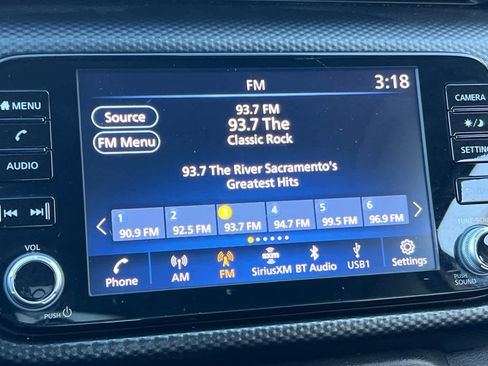 FM
3:18
MENU
AUDIO
VOL
PUSH
Source
FM Menu
93.7 FM
93.7 The
Classic Rock
93.7 The River Sacramento's
Greatest Hits
1 2 3 4 5 6
90.9 FM 92.5 FM 93.7 FM 94.7 FM 99.5 FM 96.9 FM
Phone AM FM SiriusXM BT Audio USB1 Settings
CAMERA
SETTING
PUSH
SOUND